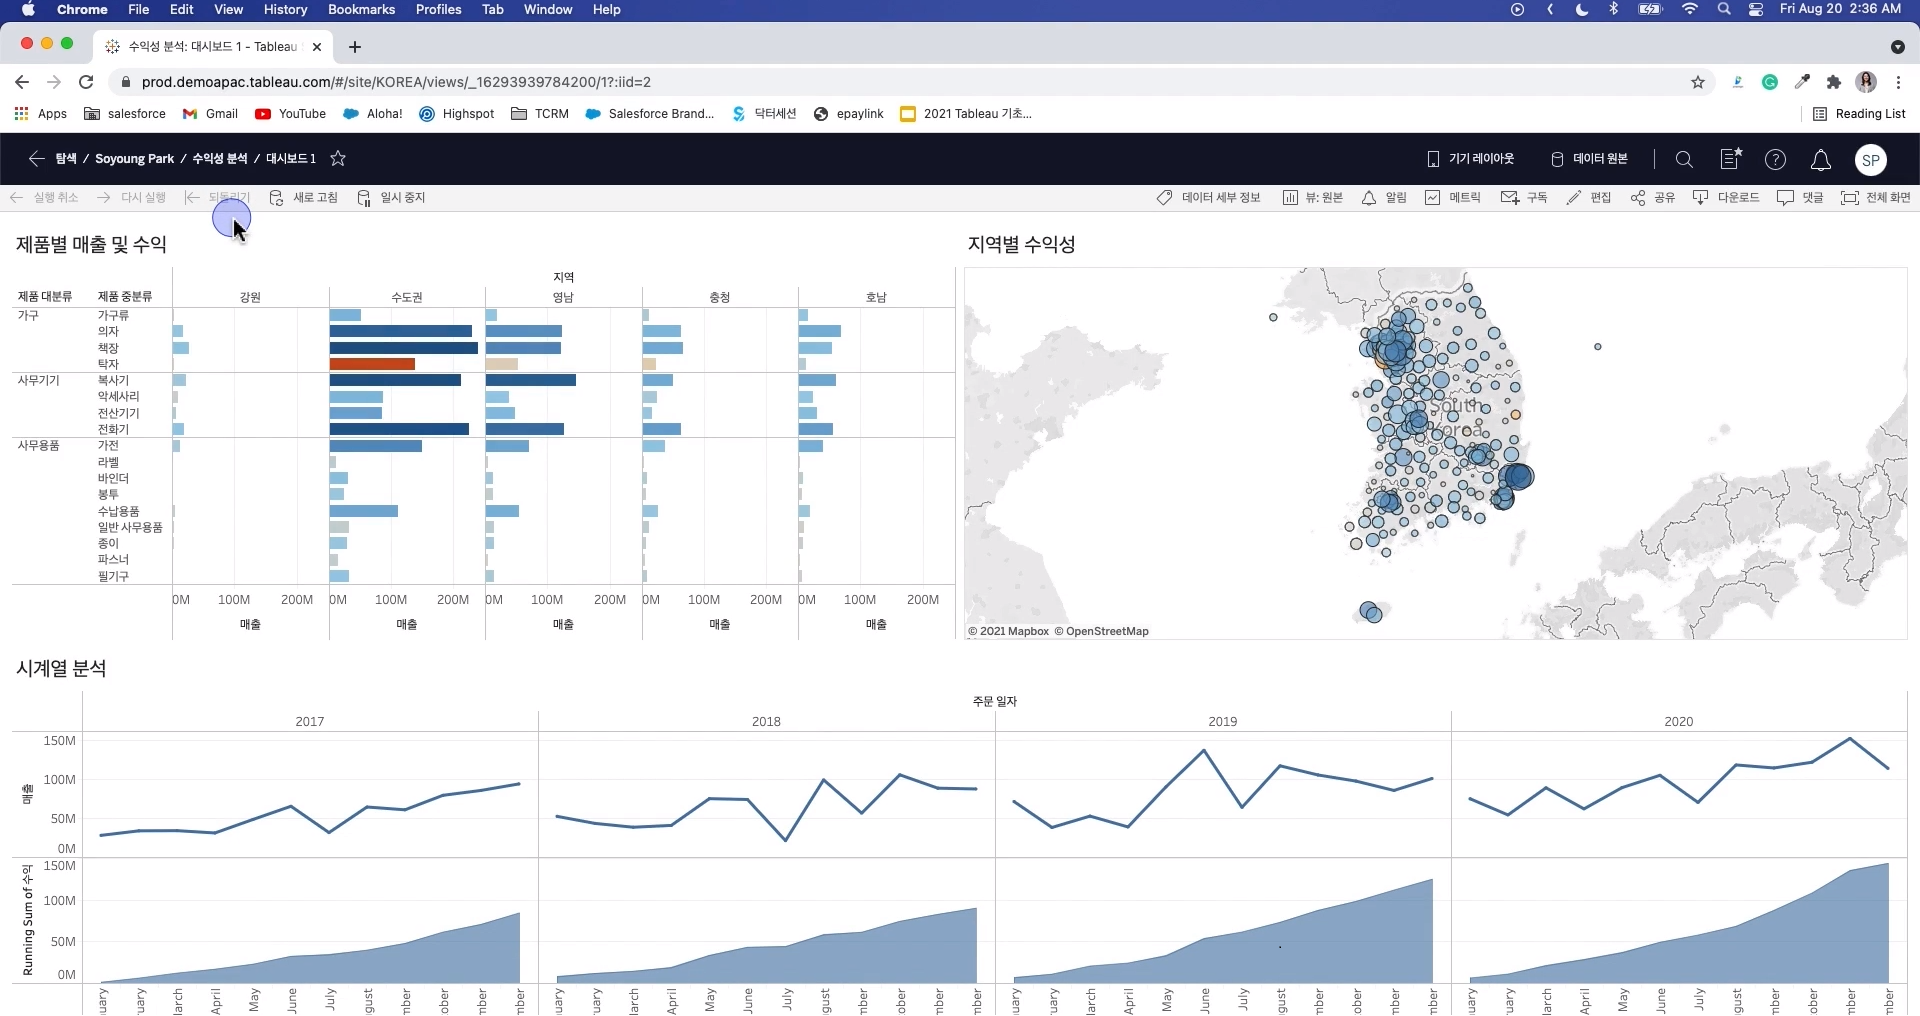 Chrome File Edit View History Bookmarks Profiles Tab Window Help Fri Aug 20 2:36 AM
수익성 분석: 대시보드 1 - Tableau
prod.demoapac.tableau.com/#/site/KOREA/views/_16293939784200/1?:iid=2
Apps salesforce Gmail YouTube Aloha! Highspot TCRM Salesforce Brand... 닥터세션 epaylink 2021 Tableau 기초... Reading List
탐색 / Soyoung Park / 수익성 분석 / 대시보드 1 기기 레이아웃 데이터 원본 SP
실행 취소 다시 실행 되돌리기 새로 고침 일시 중지 데이터 세부 정보 뷰: 원본 알림 메트릭 구독 편집 공유 다운로드 댓글 전체 화면
제품별 매출 및 수익
지역
제품 대분류 제품 중분류 강원 수도권 영남 충청 호남
가구 가구류
의자
책장
탁자
사무기기 복사기
악세사리
전산기기
전화기
사무용품 가전
라벨
바인더
봉투
수납용품
일반 사무용품
종이
파스너
필기구
0M 100M 200M 0M 100M 200M 0M 100M 200M 0M 100M 200M 0M 100M 200M
매출 매출 매출 매출 매출
지역별 수익성
South
Korea
© 2021 Mapbox © OpenStreetMap
시계열 분석
주문 일자
2017 2018 2019 2020
매출
150M
100M
50M
0M
Running Sum of 수익
150M
100M
50M
0M
uary uary larch April May June July ugust mber ober mber mber uary ruary larch April May June July ugust mber ober mber mber uary ruary larch April May June July ugust mber ober mber mber uary ruary larch April May June July ugust mber ober mber mber